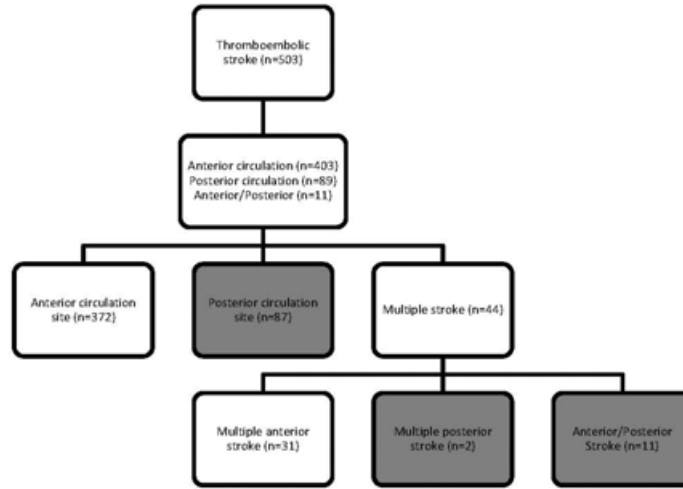 Thromboembolic
stroke (n=503)
Anterior circulation (n=403)
Posterior circulation (n=89)
Anterior/Posterior (n=11)
Anterior circulation
site (n=372)
Posterior circulation
site (n=87)
Multiple stroke (n=44)
Multiple anterior
stroke (n=31)
Multiple posterior
stroke (n=2)
Anterior/Posterior
Stroke (n=11)